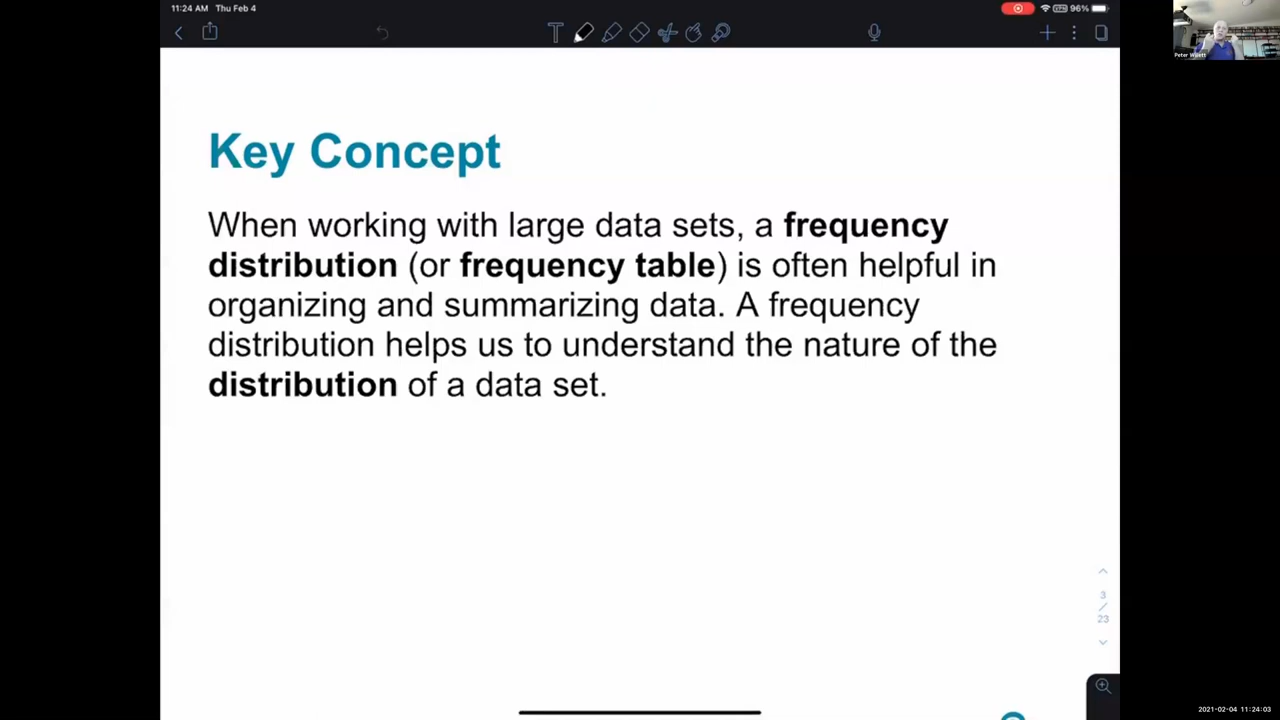 11:24 AM Thu Feb 4
VPN 96%
T
Key Concept
When working with large data sets, a frequency
distribution (or frequency table) is often helpful in
organizing and summarizing data. A frequency
distribution helps us to understand the nature of the
distribution of a data set.
3
/
23
2021-02-04 11:24:03